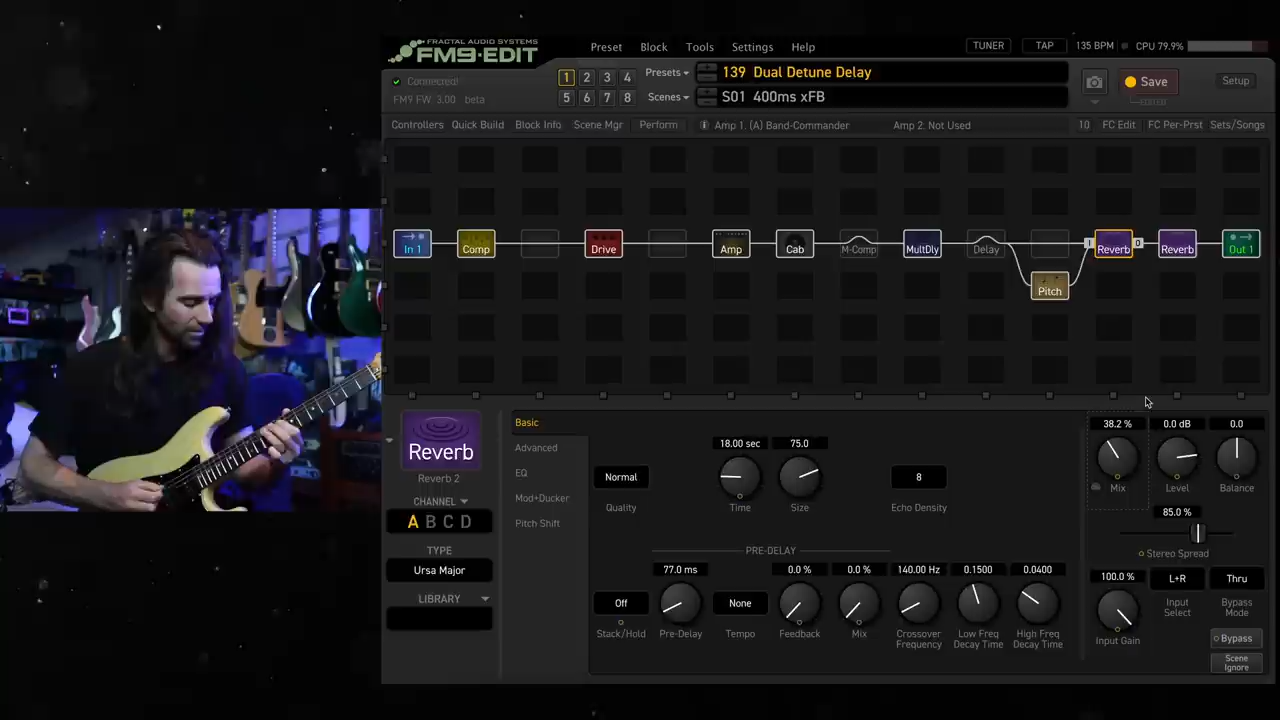 FRACTAL AUDIO SYSTEMS
FM9-EDIT
Preset Block Tools Settings Help
TUNER TAP 135 BPM CPU 79.9%
Connected!
FM9 FW 3.00 beta
1 2 3 4
5 6 7 8
Presets 139 Dual Detune Delay
Scenes S01 400ms xFB
Save
EDITED
Setup
Controllers Quick Build Block Info Scene Mgr Perform
Amp 1. (A) Band-Commander Amp 2. Not Used
10 FC Edit FC Per-Prst Sets/Songs
In 1 Comp Drive Amp Cab M-Comp MultDly Delay I Reverb O Reverb Out 1
Pitch
Reverb
Reverb 2
CHANNEL
A B C D
TYPE
Ursa Major
LIBRARY
Basic
Advanced
EQ
Mod+Ducker
Pitch Shift
18.00 sec 75.0
Normal 8
Quality Time Size Echo Density
PRE-DELAY
77.0 ms 0.0 % 0.0 % 140.00 Hz 0.1500 0.0400
Off None
Stack/Hold Pre-Delay Tempo Feedback Mix Crossover Frequency Low Freq Decay Time High Freq Decay Time
38.2 % 0.0 dB 0.0
Mix Level Balance
85.0 %
Stereo Spread
100.0 % L+R Thru
Input Gain Input Select Bypass Mode
Bypass
Scene Ignore